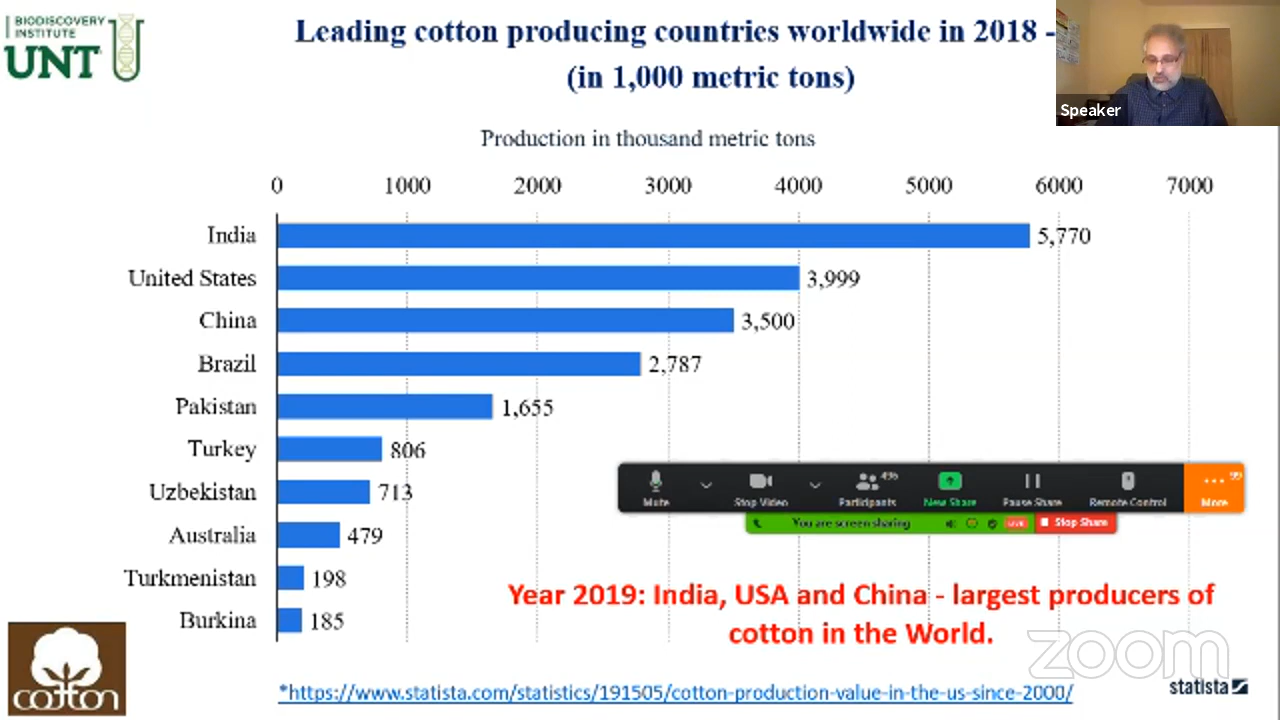 BIODISCOVERY
INSTITUTE
UNT
Leading cotton producing countries worldwide in 2018 -
(in 1,000 metric tons)
Speaker
Production in thousand metric tons
0 1000 2000 3000 4000 5000 6000 7000
India 5,770
United States 3,999
China 3,500
Brazil 2,787
Pakistan 1,655
Turkey 806
Uzbekistan 713
Australia 479
Turkmenistan 198
Burkina 185
Mute Stop Video Participants 496 New Share Pause Share Remote Control More 99
You are screen sharing LIVE Stop Share
Year 2019: India, USA and China - largest producers of
cotton in the World.
zoom
cotton
*https://www.statista.com/statistics/191505/cotton-production-value-in-the-us-since-2000/
statista